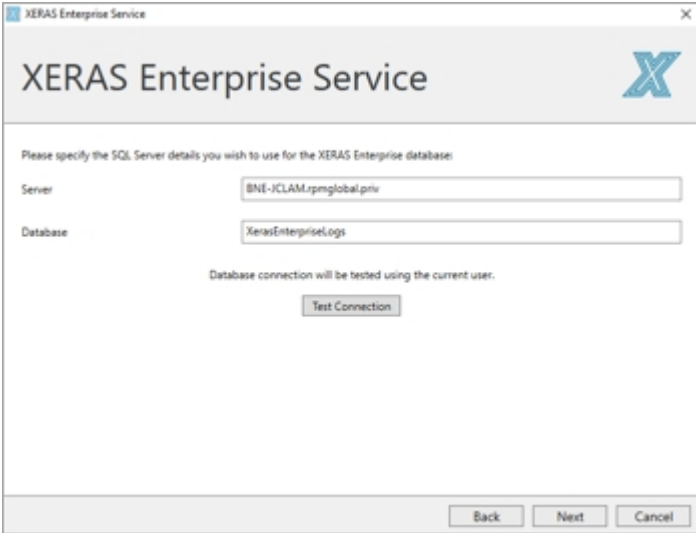 XERAS Enterprise Service
XERAS Enterprise Service
Please specify the SQL Server details you wish to use for the XERAS Enterprise database:
Server
BNE-JCLAM.rpmglobal.priv
Database
XerasEnterpriseLogs
Database connection will be tested using the current user.
Test Connection
Back Next Cancel